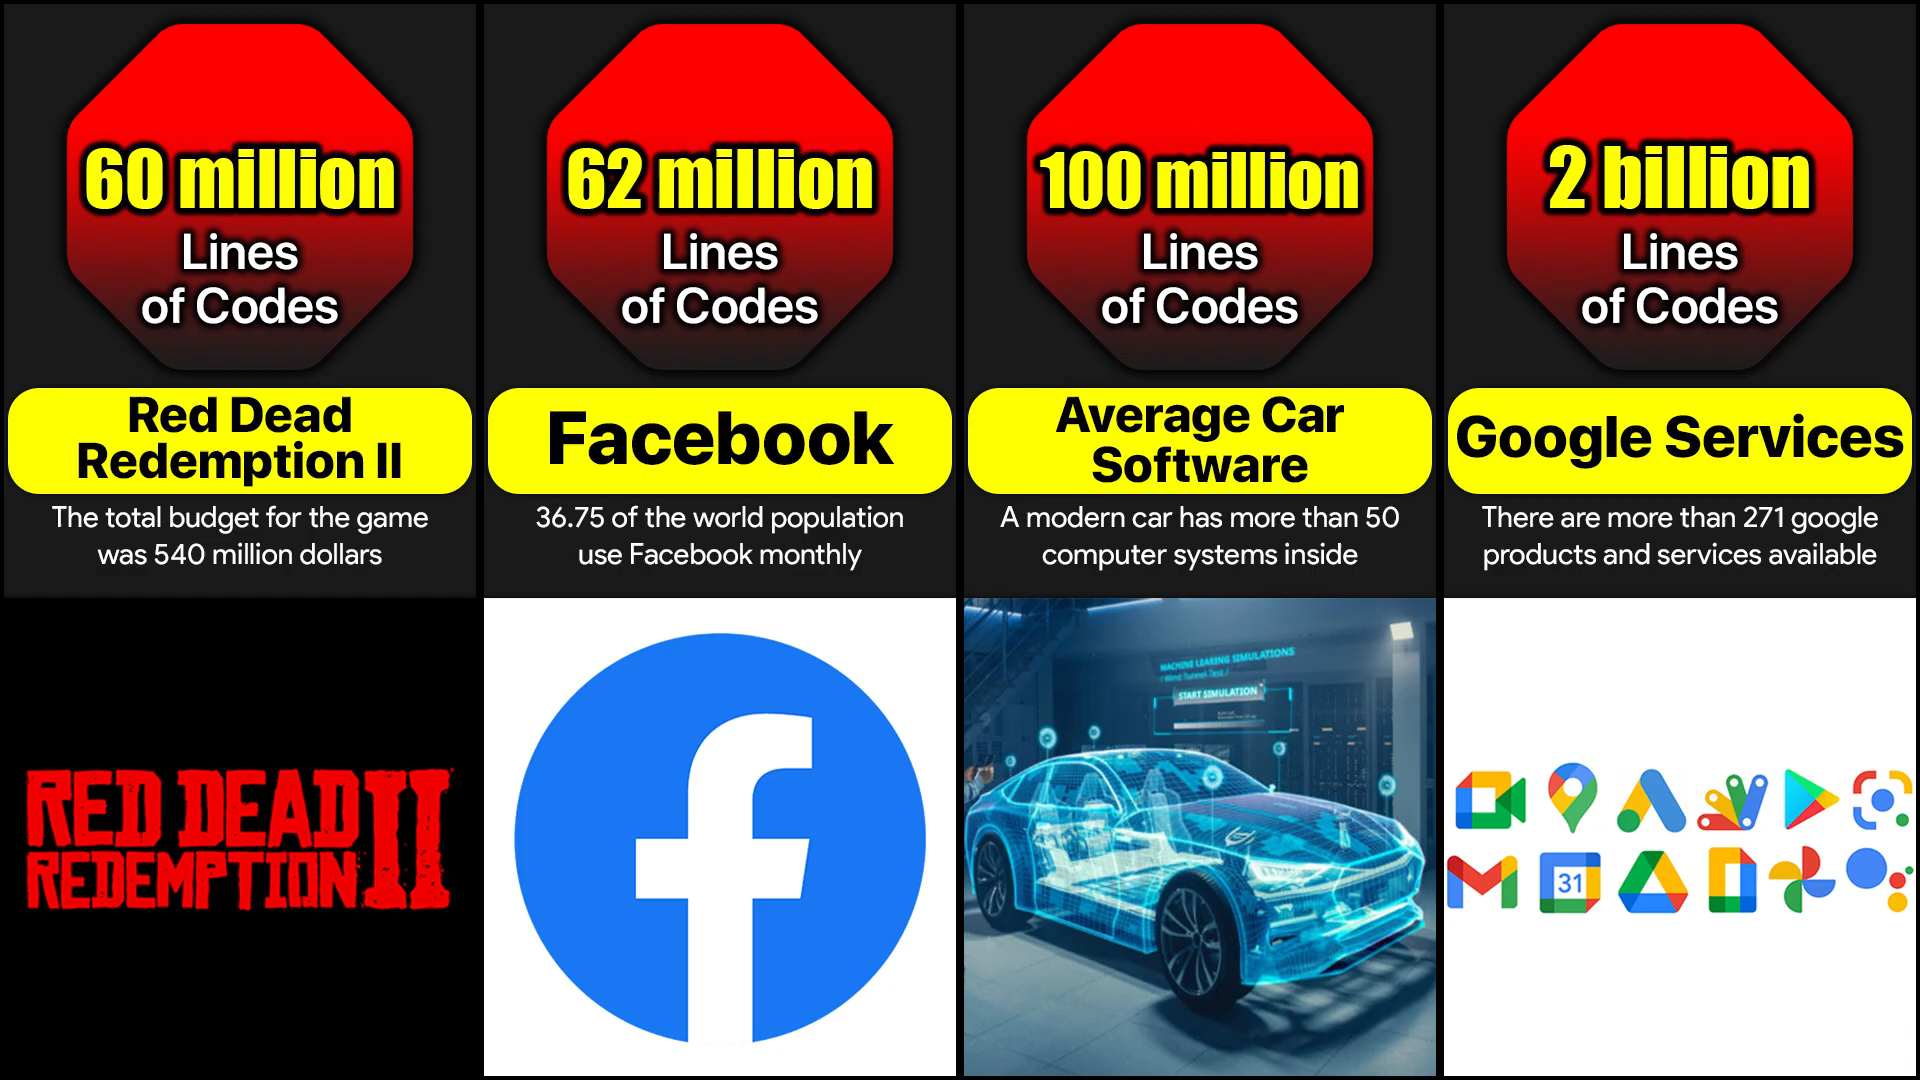 60 million
Lines
of Codes
Red Dead
Redemption II
The total budget for the game
was 540 million dollars
RED DEAD
REDEMPTION II
62 million
Lines
of Codes
Facebook
36.75 of the world population
use Facebook monthly
100 million
Lines
of Codes
Average Car
Software
A modern car has more than 50
computer systems inside
MACHINE LEARING SIMULATIONS
/ Wind Tunnel Test /
START SIMULATION
2 billion
Lines
of Codes
Google Services
There are more than 271 google
products and services available
31